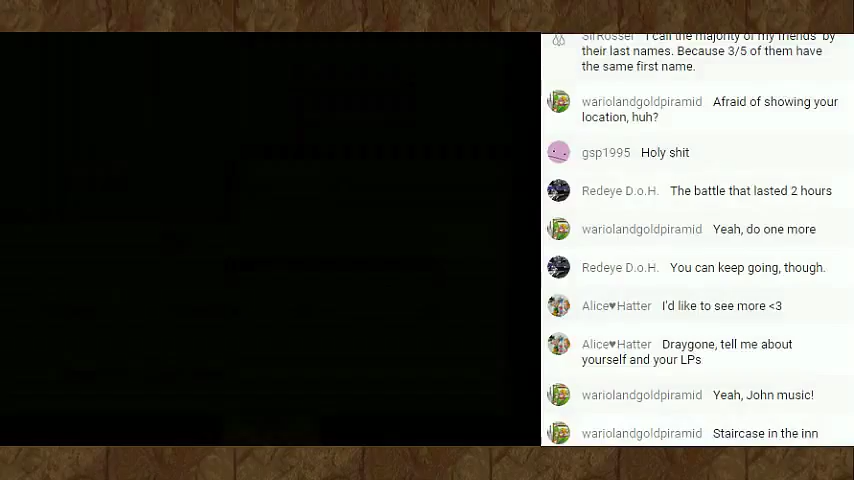 SirRosser I call the majority of my friends by
their last names. Because 3/5 of them have
the same first name.
wariolandgoldpiramid Afraid of showing your
location, huh?
gsp1995 Holy shit
Redeye D.o.H. The battle that lasted 2 hours
wariolandgoldpiramid Yeah, do one more
Redeye D.o.H. You can keep going, though.
Alice♥Hatter I'd like to see more <3
Alice♥Hatter Draygone, tell me about
yourself and your LPs
wariolandgoldpiramid Yeah, John music!
wariolandgoldpiramid Staircase in the inn